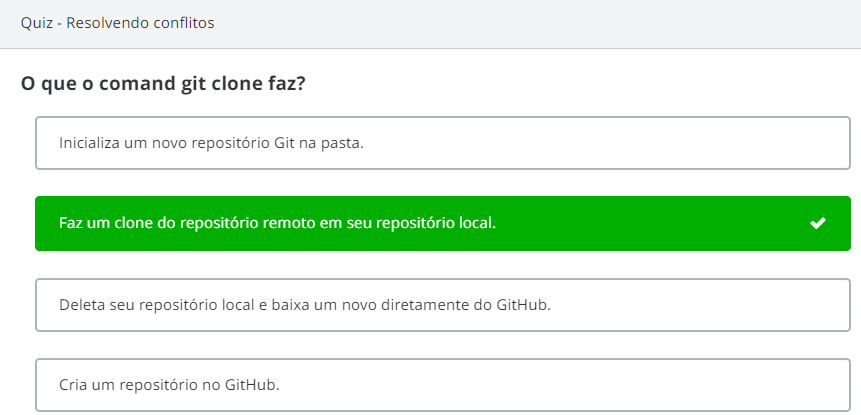 Quiz - Resolvendo conflitos
O que o comand git clone faz?
Inicializa um novo repositório Git na pasta.
Faz um clone do repositório remoto em seu repositório local.
Deleta seu repositório local e baixa um novo diretamente do GitHub.
Cria um repositório no GitHub.